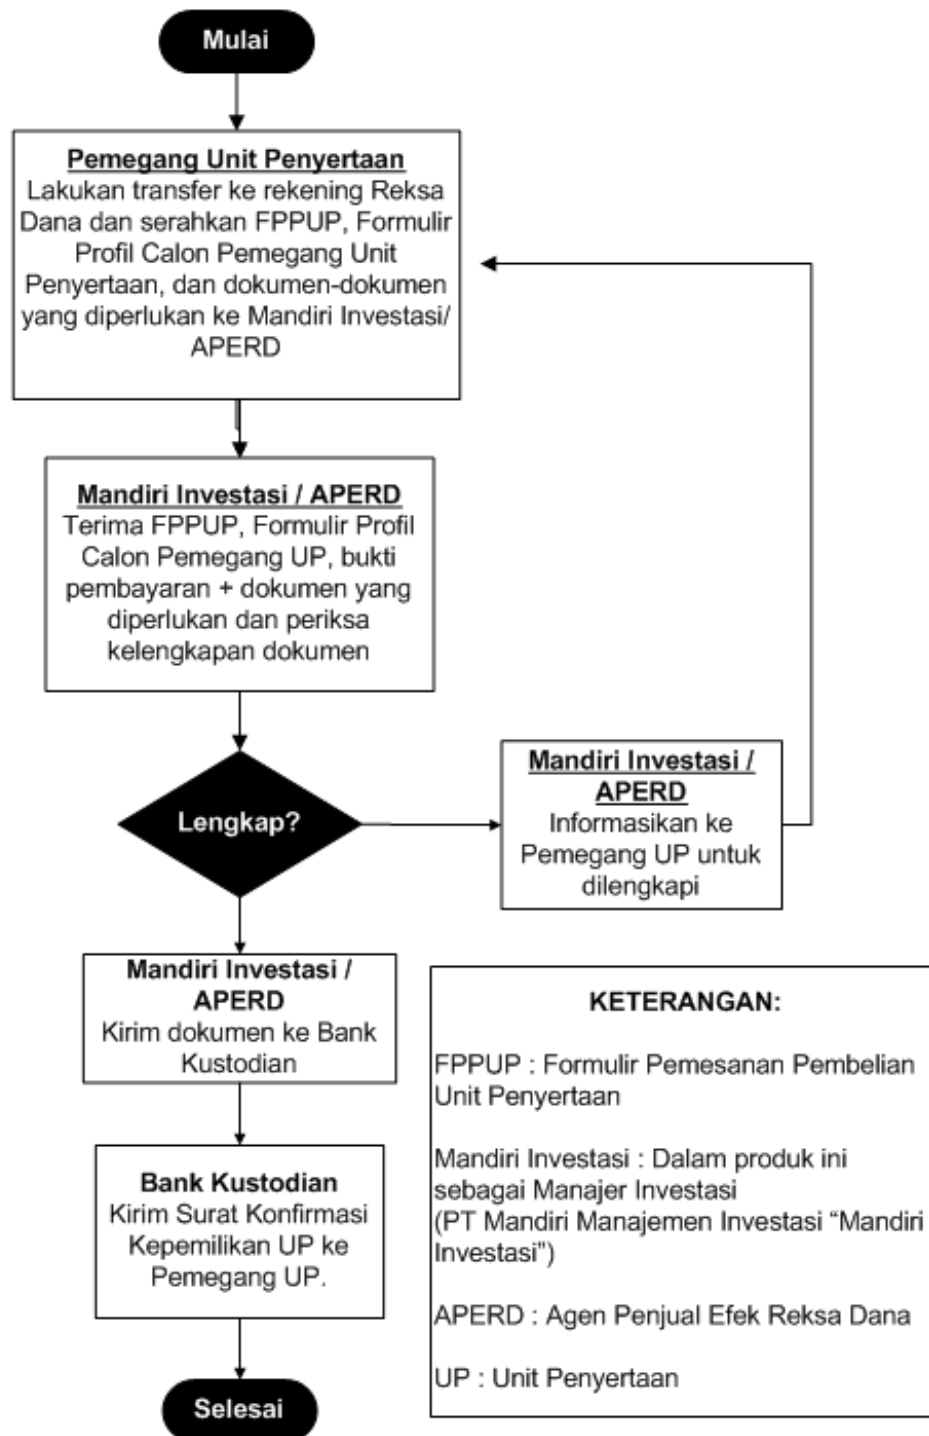 Mulai
Pemegang Unit Penyertaan
Lakukan transfer ke rekening Reksa
Dana dan serahkan FPPUP, Formulir
Profil Calon Pemegang Unit
Penyertaan, dan dokumen-dokumen
yang diperlukan ke Mandiri Investasi/
APERD
Mandiri Investasi / APERD
Terima FPPUP, Formulir Profil
Calon Pemegang UP, bukti
pembayaran + dokumen yang
diperlukan dan periksa
kelengkapan dokumen
Lengkap?
Mandiri Investasi /
APERD
Informasikan ke
Pemegang UP untuk
dilengkapi
Mandiri Investasi /
APERD
Kirim dokumen ke Bank
Kustodian
Bank Kustodian
Kirim Surat Konfirmasi
Kepemilikan UP ke
Pemegang UP.
Selesai
KETERANGAN:
FPPUP : Formulir Pemesanan Pembelian
Unit Penyertaan
Mandiri Investasi : Dalam produk ini
sebagai Manajer Investasi
(PT Mandiri Manajemen Investasi “Mandiri
Investasi”)
APERD : Agen Penjual Efek Reksa Dana
UP : Unit Penyertaan